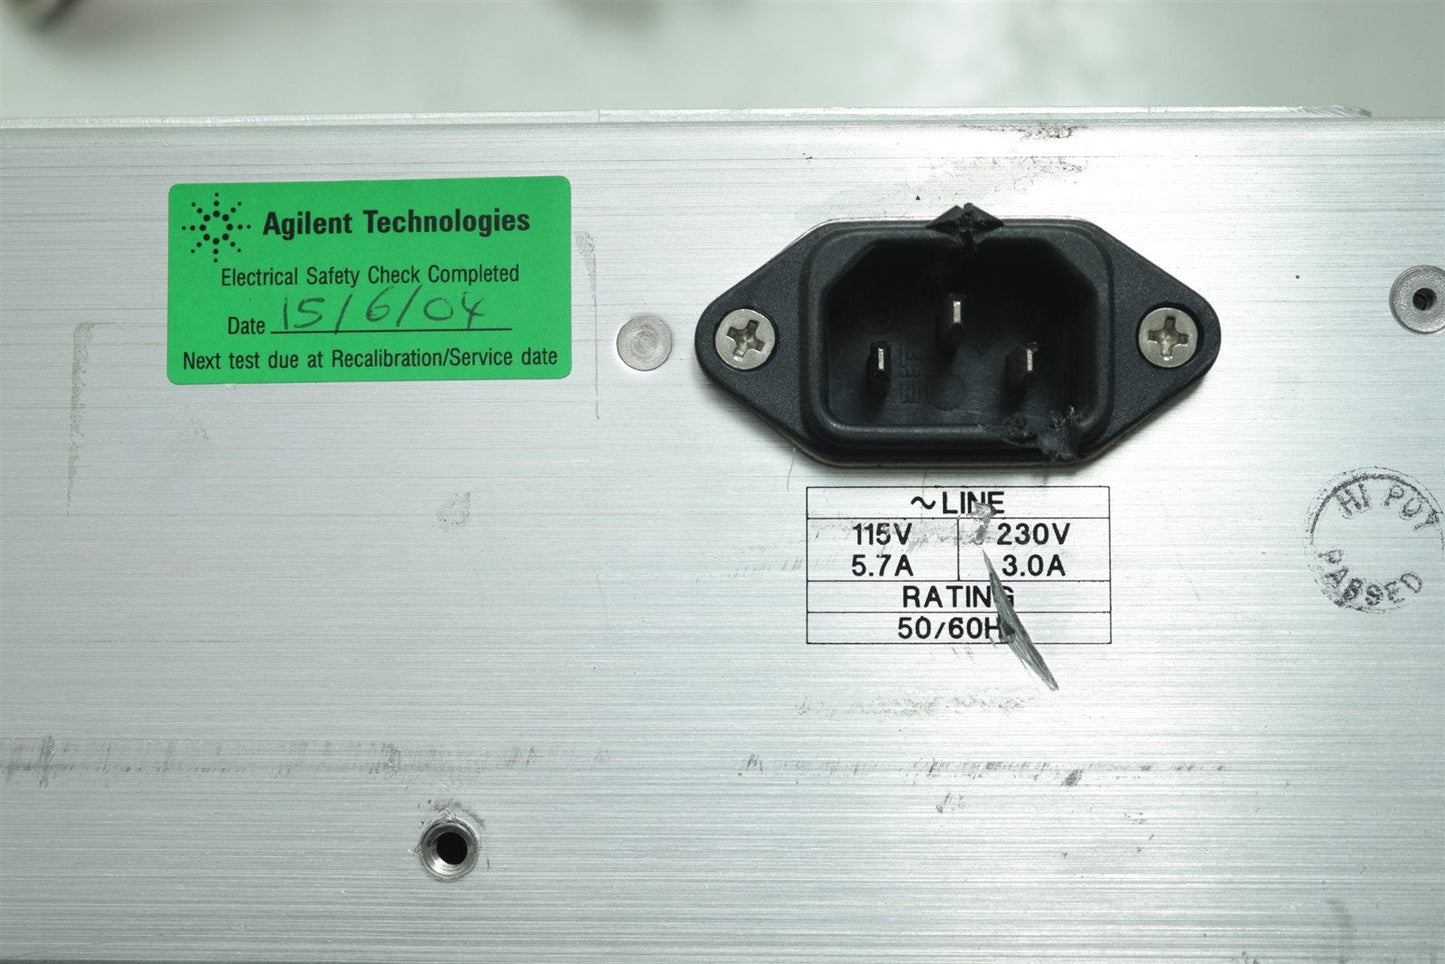 Agilent Technologies
Electrical Safety Check Completed
Date 15/6/04
Next test due at Recalibration/Service date
~LINE
115V 230V
5.7A 3.0A
RATING
50/60H
HI POT
PASSED